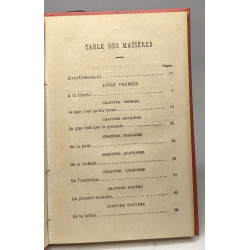 TABLE DES MATIÈRES
Pages.
Avertissement
LIVRE PREMIER
A la liberté
CHAPITRE PREMIER
Ce que c'est qu'un tyran
CHAPITRE DEUXIÈME
Ce que c'est que la tyrannie
CHAPITRE TROISIÈME
De la peur
CHAPITRE QUATRIÈME
De la lâcheté
CHAPITRE CINQUIÈME
De l'ambition
CHAPITRE SIXIÈME
Du premier ministre
CHAPITRE SEPTIÈME
De la milice